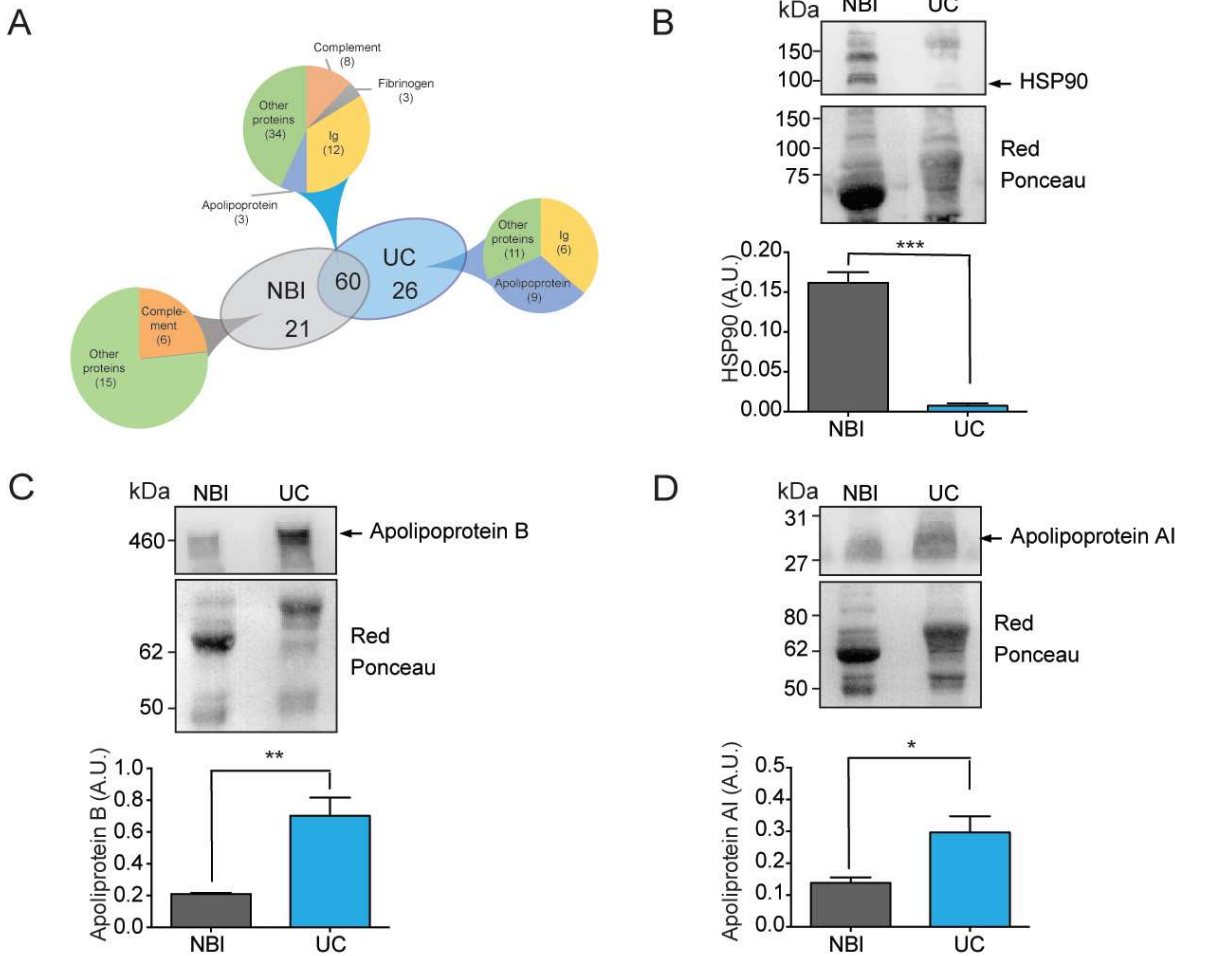 A
Complement
(8)
Fibrinogen
(3)
Other
proteins
(34)
Ig
(12)
Apolipoprotein
(3)
UC
26
60
NBI
21
Other
proteins
(11)
Ig
(6)
Apolipoprotein
(9)
Comple-
ment
(6)
Other
proteins
(15)
B
kDa NBI UC
150
100
HSP90
150
100
75
Red
Ponceau
HSP90 (A.U.)
0.20
0.15
0.10
0.05
0.00
***
NBI UC
C
kDa NBI UC
460
Apolipoprotein B
62
50
Red
Ponceau
Apoliprotein B (A.U.)
1.0
0.8
0.6
0.4
0.2
0.0
**
NBI UC
D
kDa NBI UC
31
27
Apolipoprotein AI
80
62
50
Red
Ponceau
Apoliprotein AI (A.U.)
0.5
0.4
0.3
0.2
0.1
0.0
*
NBI UC